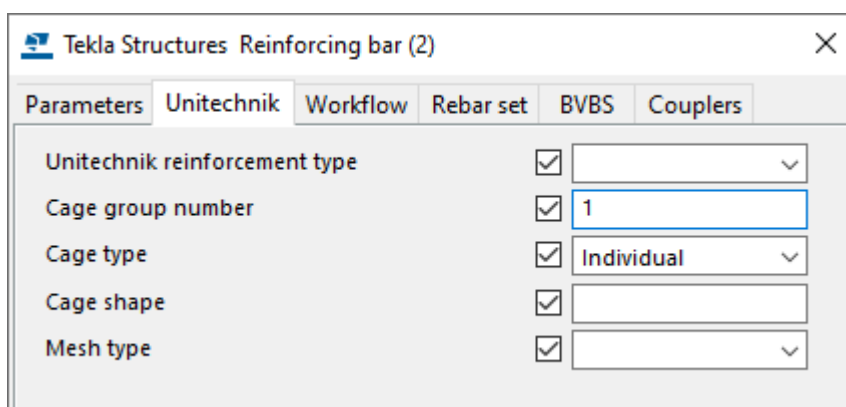 Tekla Structures Reinforcing bar (2)
Parameters Unitechnik Workflow Rebar set BVBS Couplers
Unitechnik reinforcement type
Cage group number 1
Cage type Individual
Cage shape
Mesh type